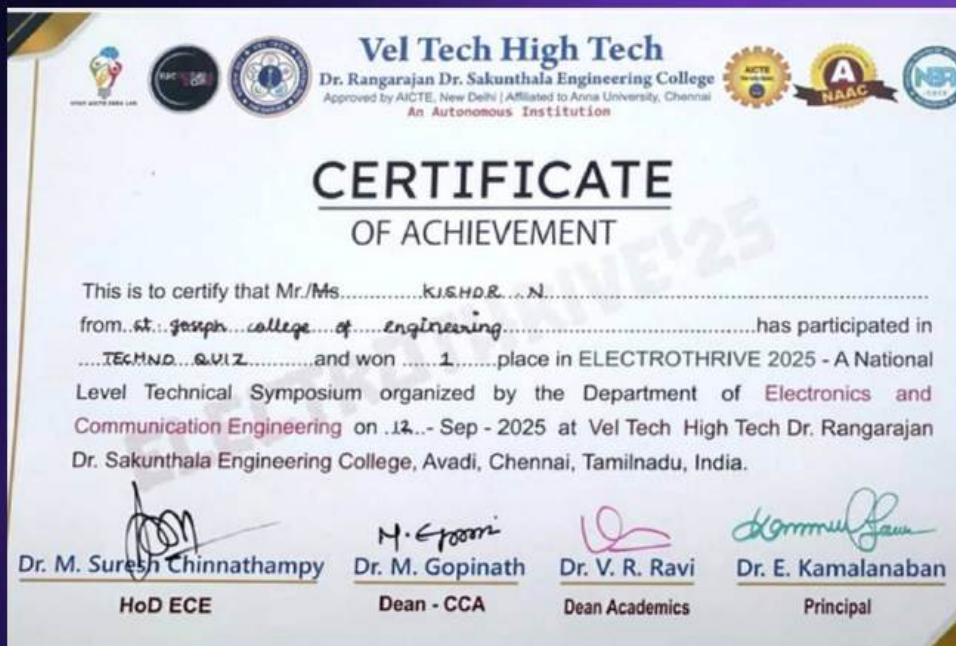 Vel Tech High Tech
Dr. Rangarajan Dr. Sakunthala Engineering College
Approved by AICTE, New Delhi | Affiliated to Anna University, Chennai
An Autonomous Institution
AICTE
A
NAAC
NBA
CERTIFICATE
OF ACHIEVEMENT
ELECTROTHRIVE'25
This is to certify that Mr./Ms.......... KISHOR . N ..........
from..st. joseph college of engineering..........has participated in
....TECHNO QUIZ..........and won ....1......place in ELECTROTHRIVE 2025 - A National
Level Technical Symposium organized by the Department of Electronics and
Communication Engineering on .12..- Sep - 2025 at Vel Tech High Tech Dr. Rangarajan
Dr. Sakunthala Engineering College, Avadi, Chennai, Tamilnadu, India.
Dr. M. Suresh Chinnathampy Dr. M. Gopinath Dr. V. R. Ravi Dr. E. Kamalanaban
HoD ECE Dean - CCA Dean Academics Principal